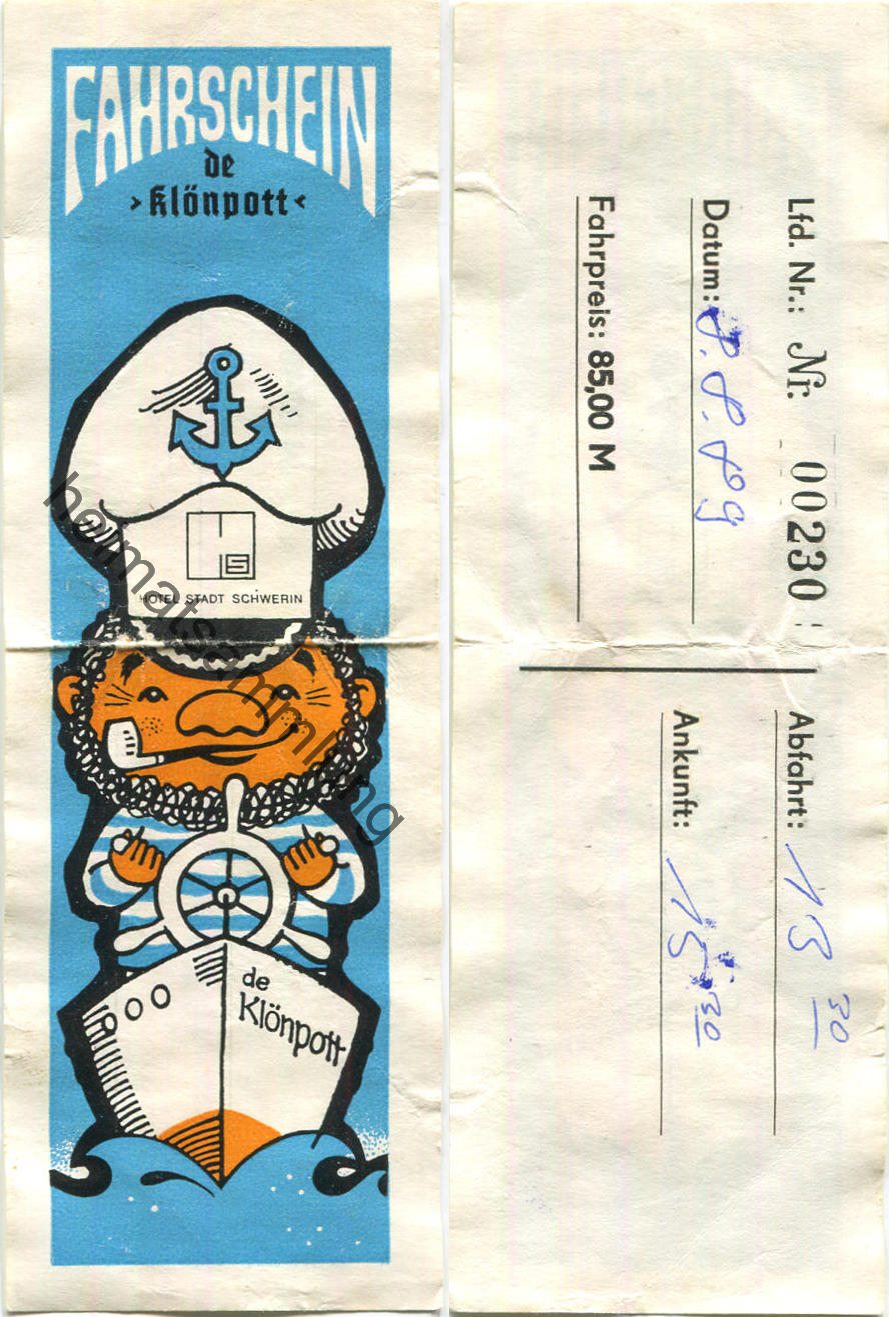 FAHRSCHEIN
de
>Klönpott<
HS
HOTEL STADT SCHWERIN
de
Klönpott
heimatsammlung
Lfd. Nr.: Nr. 00230
Datum: 8.8.89
Fahrpreis: 85,00 M
Abfahrt: 13 30
Ankunft: 15 30